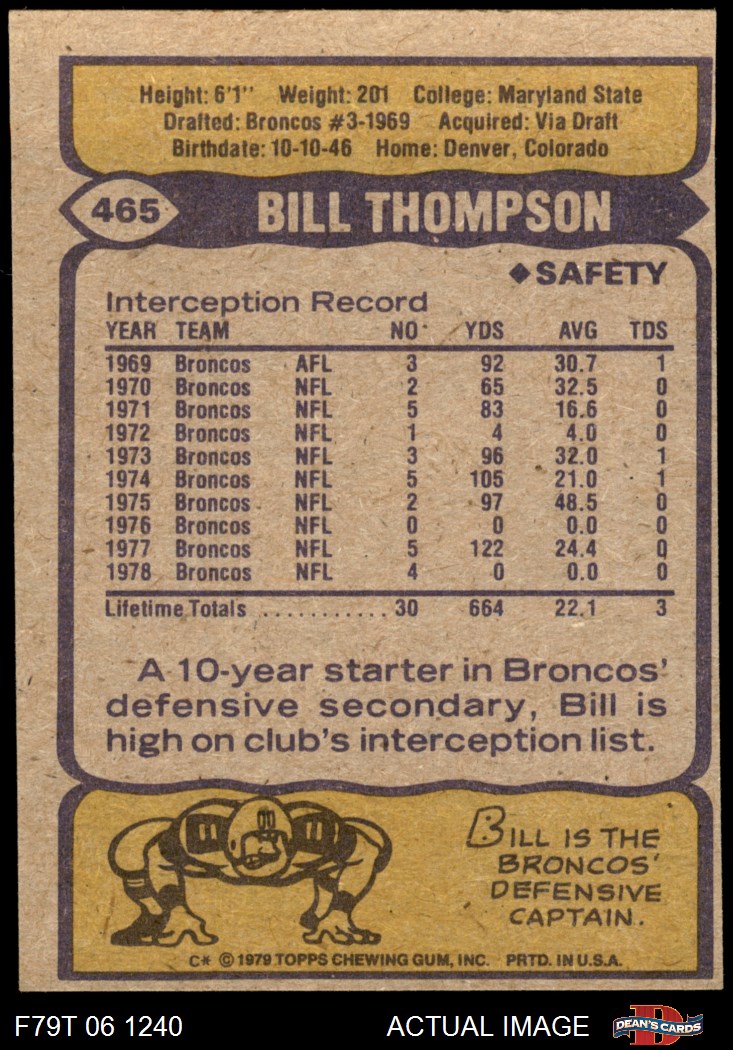 Height: 6'1" Weight: 201 College: Maryland State
Drafted: Broncos #3-1969 Acquired: Via Draft
Birthdate: 10-10-46 Home: Denver, Colorado
465 BILL THOMPSON
◆SAFETY
Interception Record
YEAR TEAM NO· YDS AVG TDS
1969 Broncos AFL 3 92 30.7 1
1970 Broncos NFL 2 65 32.5 0
1971 Broncos NFL 5 83 16.6 0
1972 Broncos NFL 1 4 4.0 0
1973 Broncos NFL 3 96 32.0 1
1974 Broncos NFL 5 105 21.0 1
1975 Broncos NFL 2 97 48.5 0
1976 Broncos NFL 0 0 0.0 0
1977 Broncos NFL 5 122 24.4 0
1978 Broncos NFL 4 0 0.0 0
Lifetime Totals ............ 30 664 22.1 3
A 10-year starter in Broncos'
defensive secondary, Bill is
high on club's interception list.
BILL IS THE
BRONCOS'
DEFENSIVE
CAPTAIN.
C* © 1979 TOPPS CHEWING GUM, INC. PRTD. IN U.S.A.
F79T 06 1240 ACTUAL IMAGE D DEAN'S CARDS